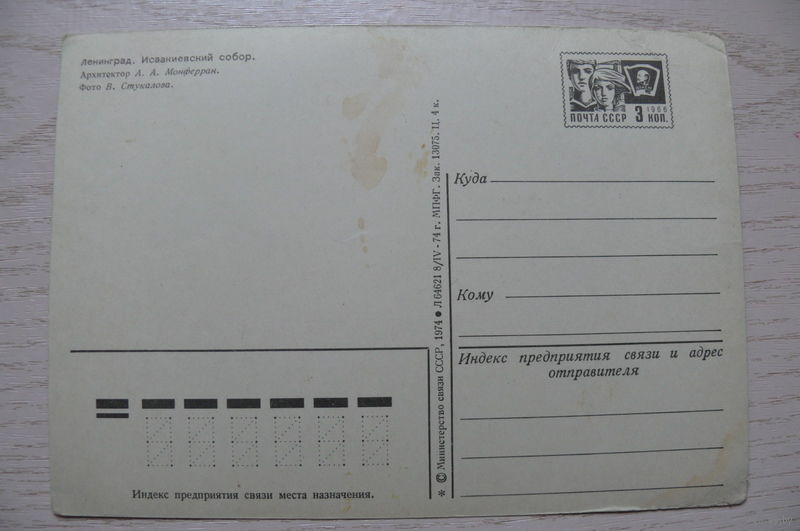 Ленинград. Исаакиевский собор.
Архитектор А. А. Монферран.
Фото В. Стукалова.
1966
ПОЧТА СССР 3 КОП.
Куда
Кому
Индекс предприятия связи и адрес
отправителя
* © Министерство связи СССР, 1974 ● Л 64621 8/IV - 74 г. МПФГ. Зак. 13075. Ц. 4 к.
Индекс предприятия связи места назначения.